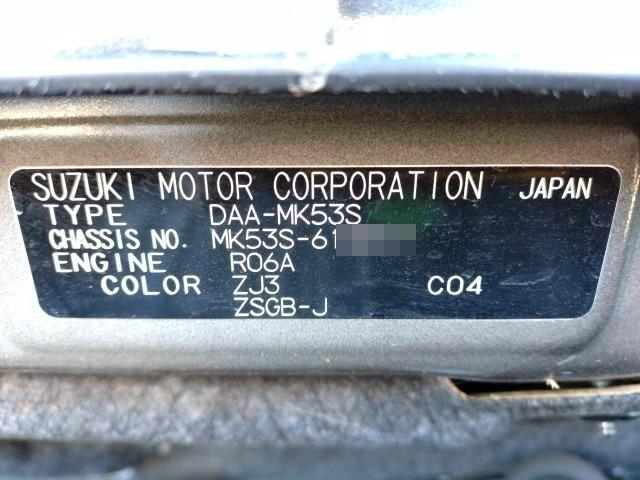 SUZUKI MOTOR CORPORATION JAPAN
TYPE DAA-MK53S
CHASSIS NO. MK53S-61
ENGINE R06A
COLOR ZJ3 C04
ZSGB-J